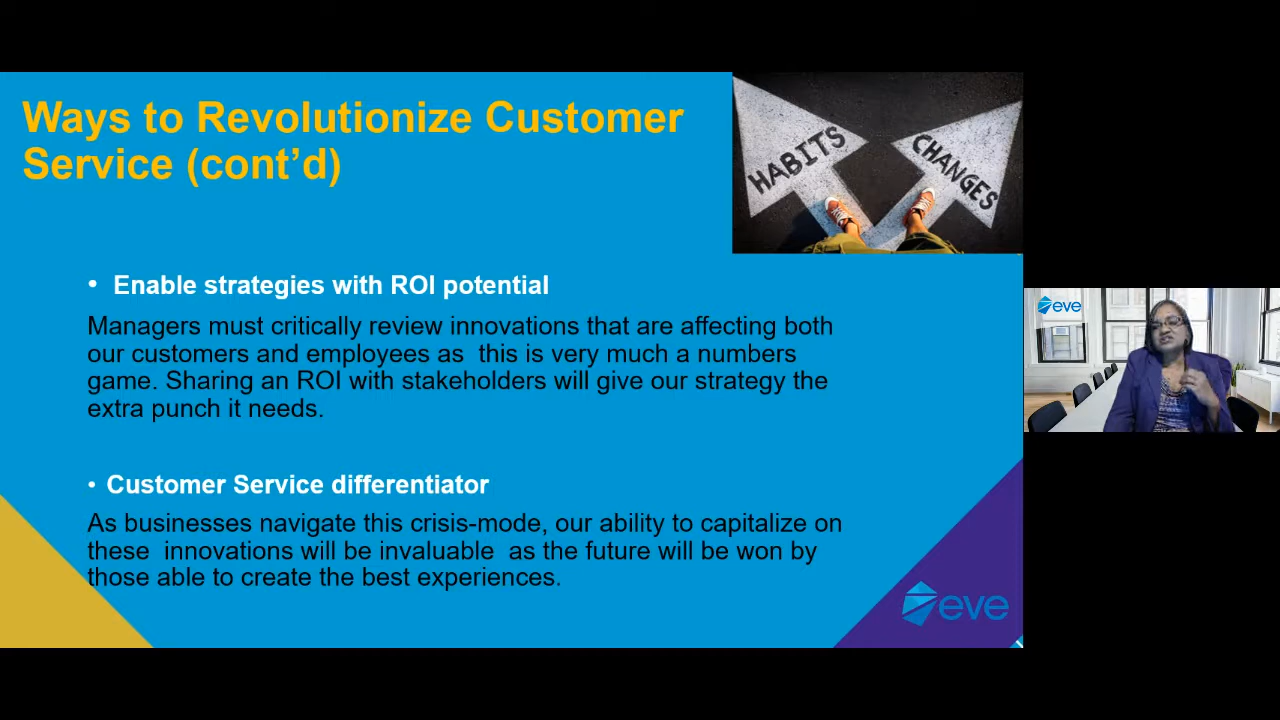 Ways to Revolutionize Customer
Service (cont’d)
HABITS
CHANGES
• Enable strategies with ROI potential
Managers must critically review innovations that are affecting both
our customers and employees as  this is very much a numbers
game. Sharing an ROI with stakeholders will give our strategy the
extra punch it needs.
• Customer Service differentiator
As businesses navigate this crisis-mode, our ability to capitalize on
these  innovations will be invaluable  as the future will be won by
those able to create the best experiences.
eve
eve